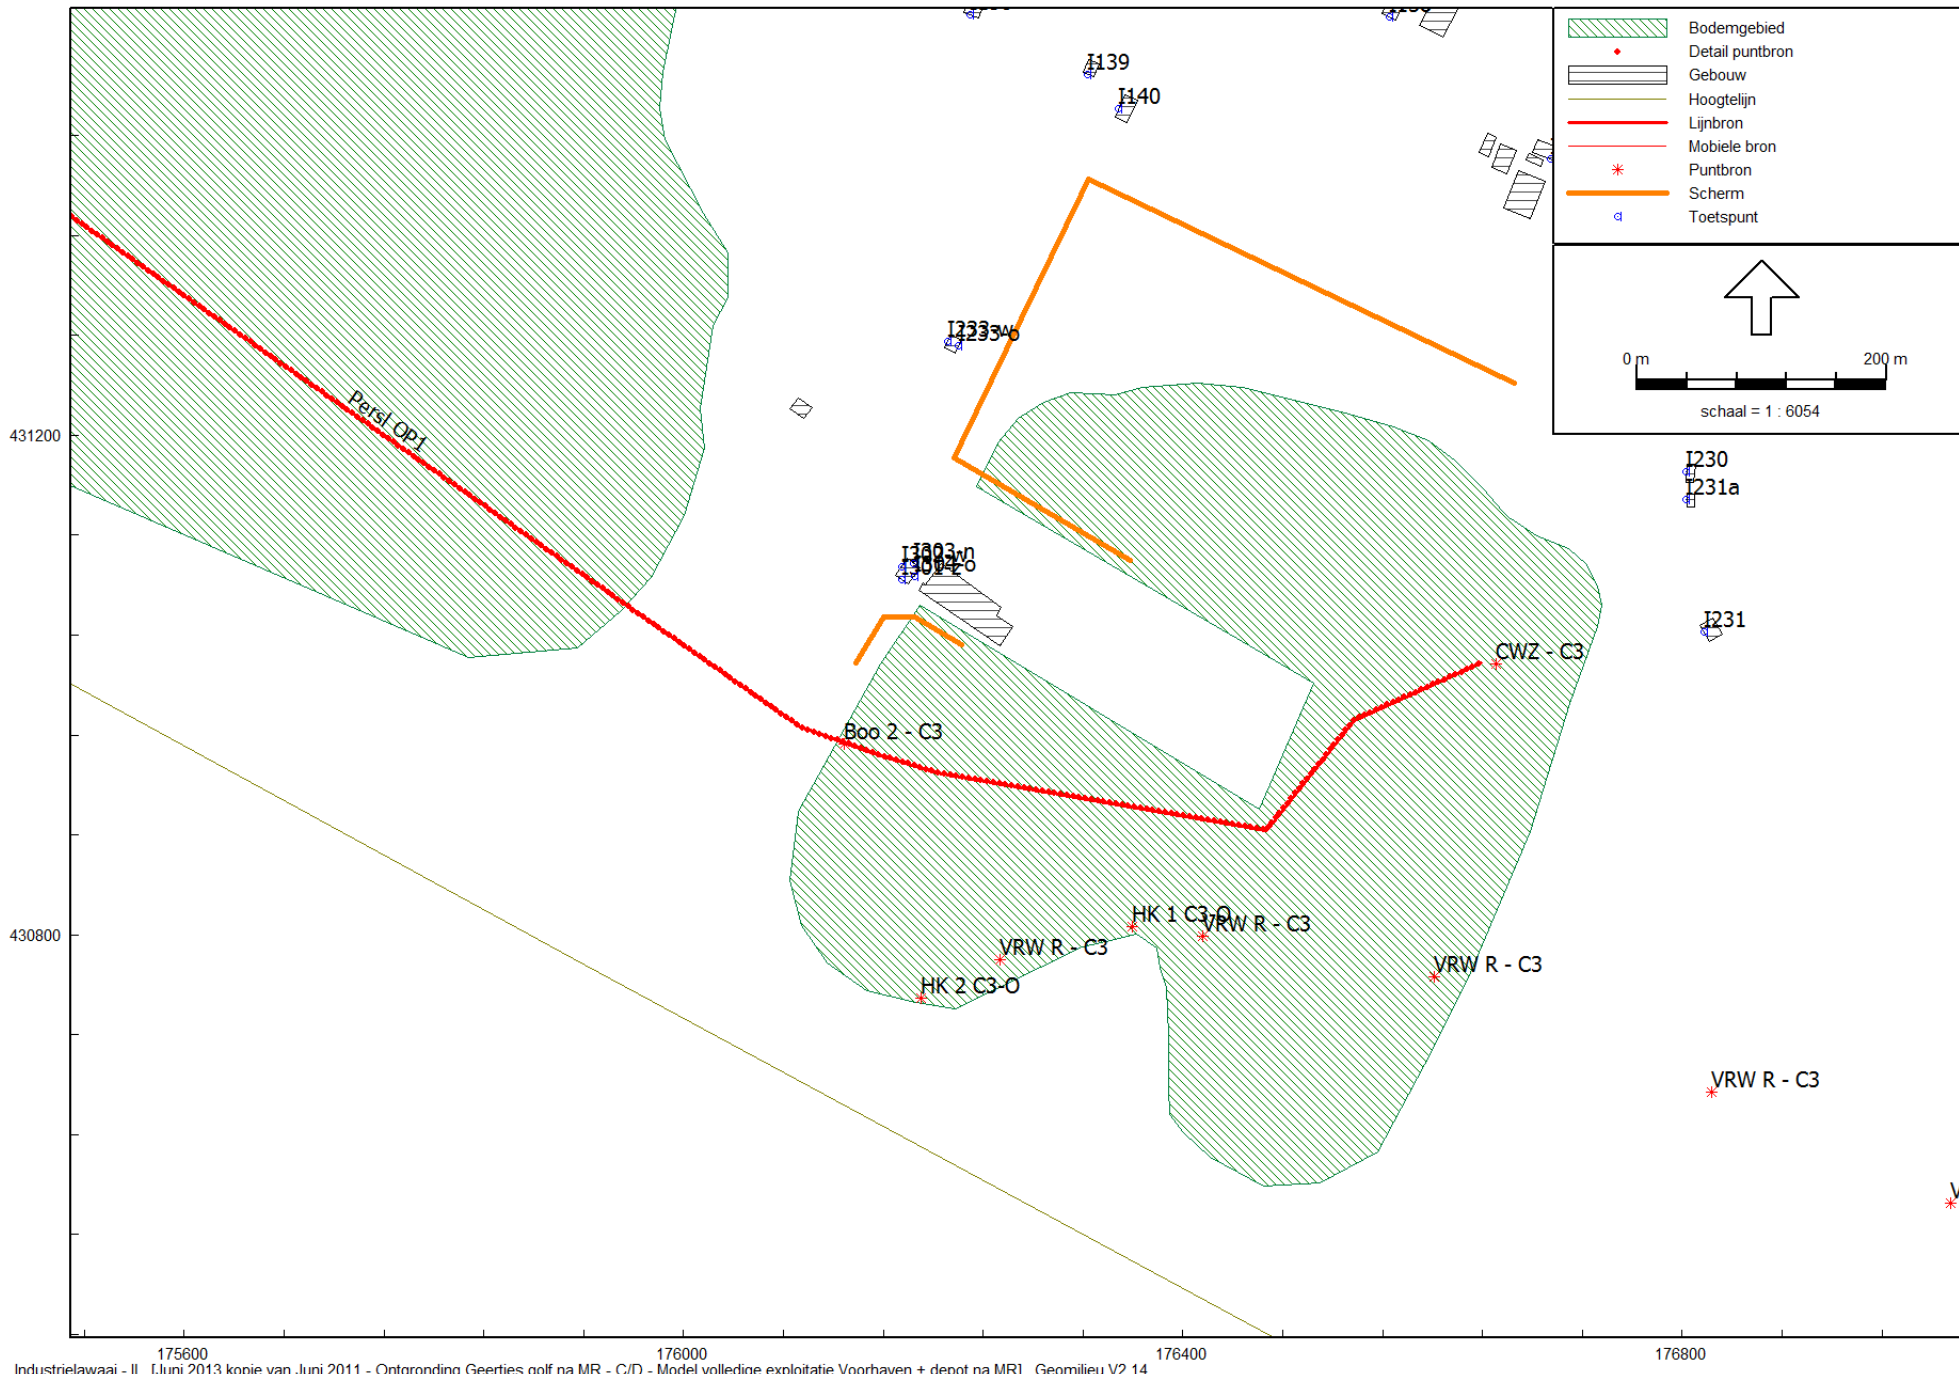 I139
I140
Bodemgebied
Detail puntbron
Gebouw
Hoogtelijn
Lijnbron
Mobiele bron
Puntbron
Scherm
Toetspunt
0 m
200 m
schaal = 1 : 6054
I233-w
I233-o
Persl OP1
431200
I230
I231a
I303-n
I231
CWZ - C3
Boo 2 - C3
HK 1 C3-O
VRW R - C3
VRW R - C3
VRW R - C3
HK 2 C3-O
430800
VRW R - C3
V
175600
176000
176400
176800
Industrielawaai - IL, [Juni 2013 kopie van Juni 2011 - Ontgronding Geertjes golf na MR - C/D - Model volledige exploitatie Voorhaven + depot na MR], Geomilieu V2.14